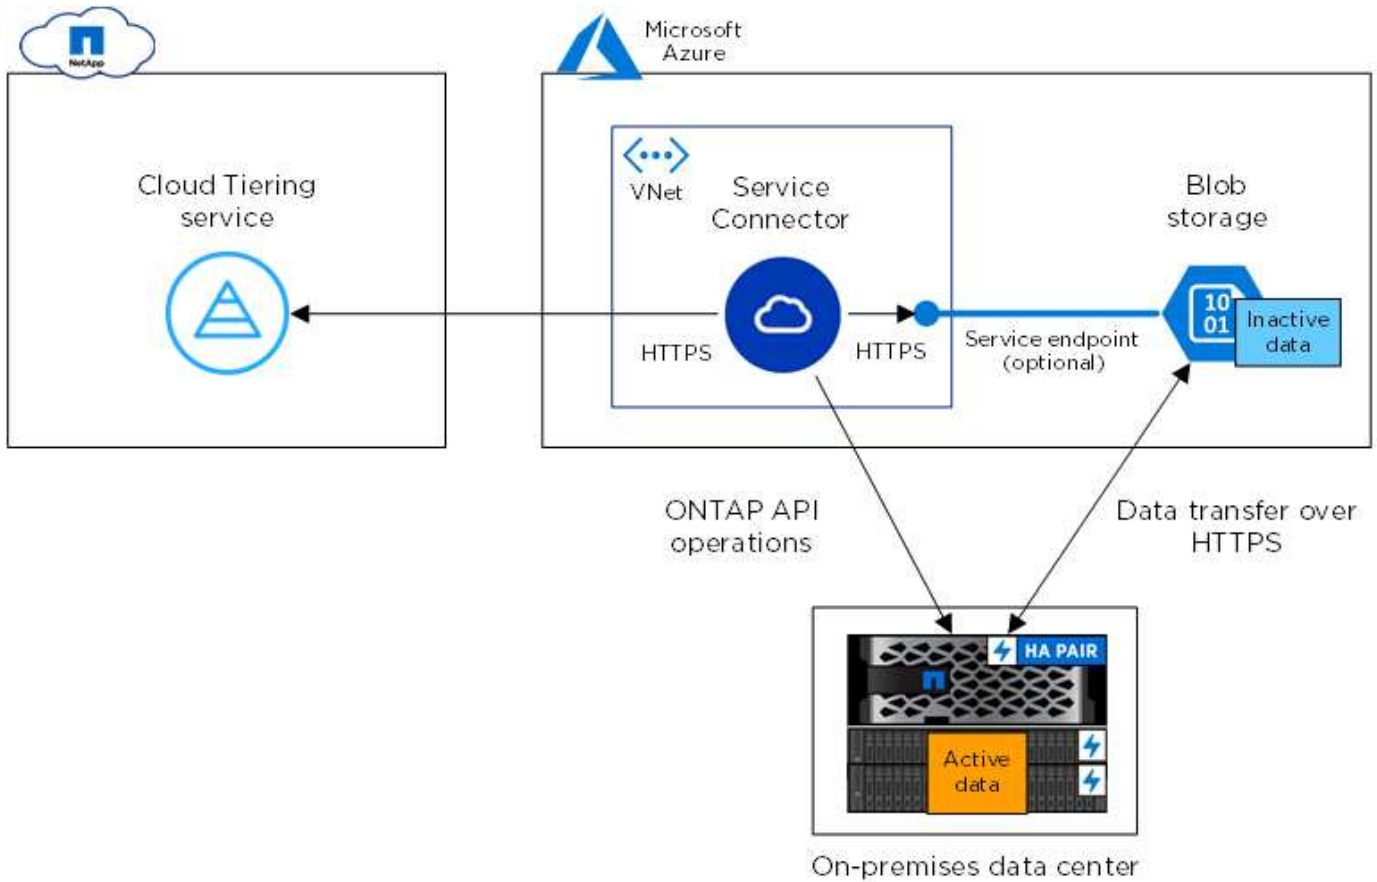 NetApp
Microsoft
Azure
Cloud Tiering
service
VNet
Service
Connector
Blob
storage
HTTPS
HTTPS
Service endpoint
(optional)
10
01
Inactive
data
ONTAP API
operations
Data transfer over
HTTPS
HA PAIR
Active
data
On-premises data center